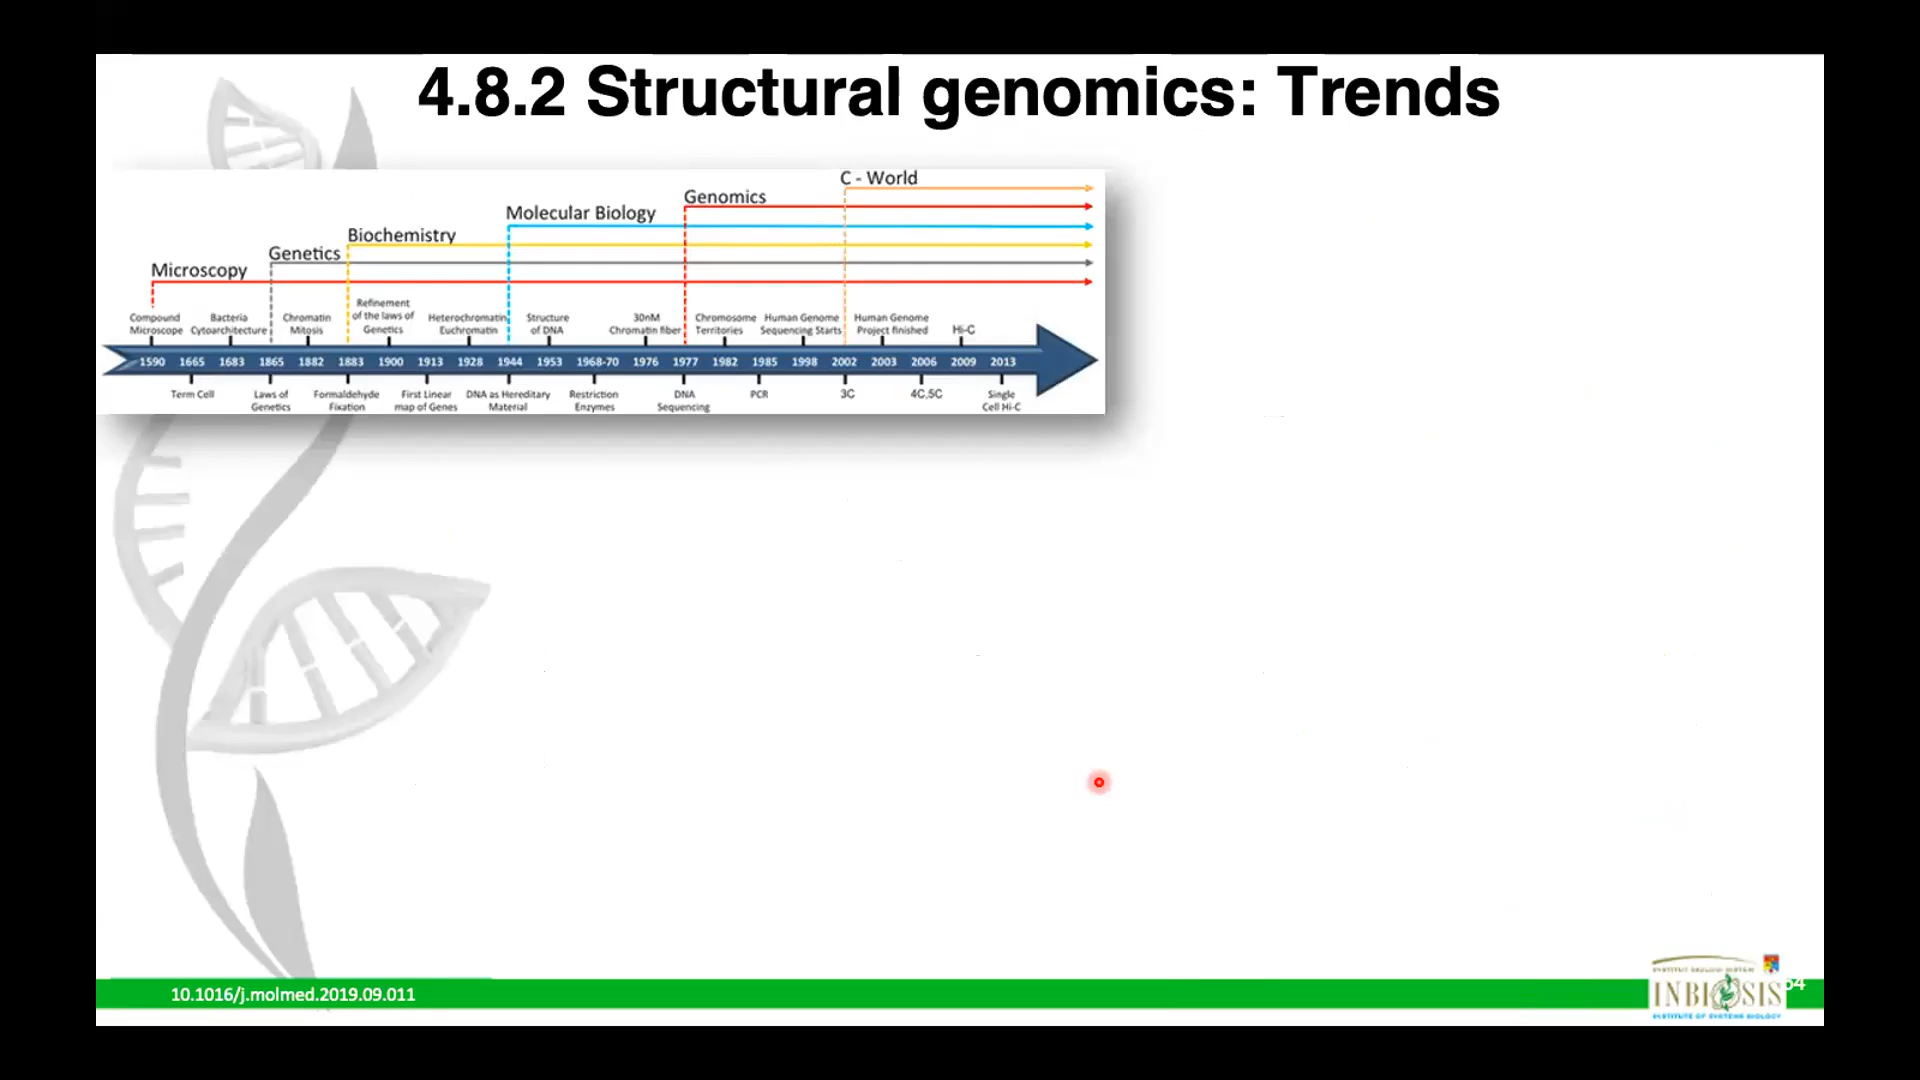 4.8.2 Structural genomics: Trends
C - World
Genomics
Molecular Biology
Biochemistry
Genetics
Microscopy
Compound Microscope
Bacteria Cytoarchitecture
Chromatin Mitosis
Refinement of the laws of Genetics
Heterochromatin Euchromatin
Structure of DNA
30nM Chromatin fiber
Chromosome Territories
Human Genome Sequencing Starts
Human Genome Project finished
Hi-C
1590 1665 1683 1865 1882 1883 1900 1913 1928 1944 1953 1968-70 1976 1977 1982 1985 1998 2002 2003 2006 2009 2013
Term Cell
Laws of Genetics
Formaldehyde Fixation
First Linear map of Genes
DNA as Hereditary Material
Restriction Enzymes
DNA Sequencing
PCR
3C
4C,5C
Single Cell Hi-C
10.1016/j.molmed.2019.09.011
INBIOSIS
INSTITUTE OF SYSTEMS BIOLOGY